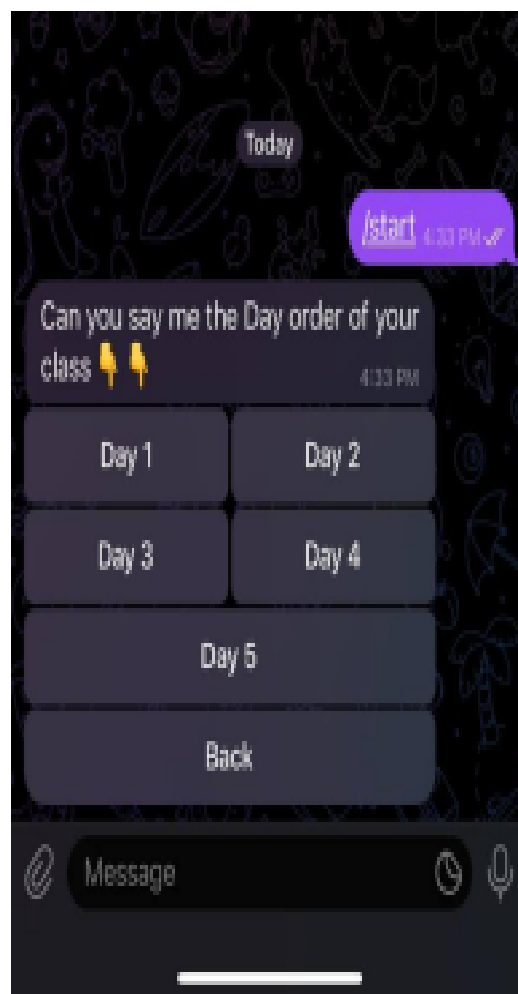 Today
/start 4:33 PM
Can you say me the Day order of your
class 👇👇
4:33 PM
Day 1
Day 2
Day 3
Day 4
Day 5
Back
Message